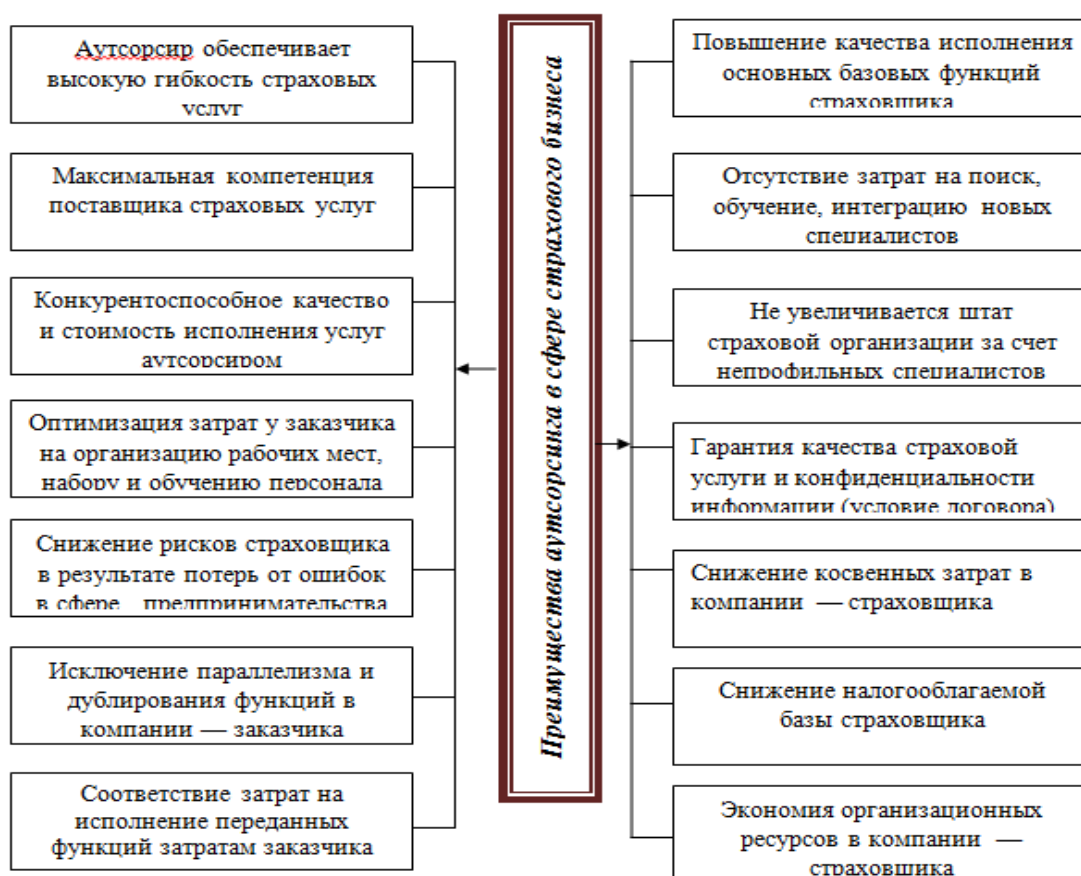 Аутсорсир обеспечивает
высокую гибкость страховых
услуг
Максимальная компетенция
поставщика страховых услуг
Конкурентоспособное качество
и стоимость исполнения услуг
аутсорсиром
Оптимизация затрат у заказчика
на организацию рабочих мест,
набору и обучению персонала
Снижение рисков страховщика
в результате потерь от ошибок
в сфере предпринимательства
Исключение параллелизма и
дублирования функций в
компании — заказчика
Соответствие затрат на
исполнение переданных
функций затратам заказчика
Преимущества аутсорсинга в сфере страхового бизнеса
Повышение качества исполнения
основных базовых функций
страховщика
Отсутствие затрат на поиск,
обучение, интеграцию новых
специалистов
Не увеличивается штат
страховой организации за счет
непрофильных специалистов
Гарантия качества страховой
услуги и конфиденциальности
информации (условие договора)
Снижение косвенных затрат в
компании — страховщика
Снижение налогооблагаемой
базы страховщика
Экономия организационных
ресурсов в компании —
страховщика